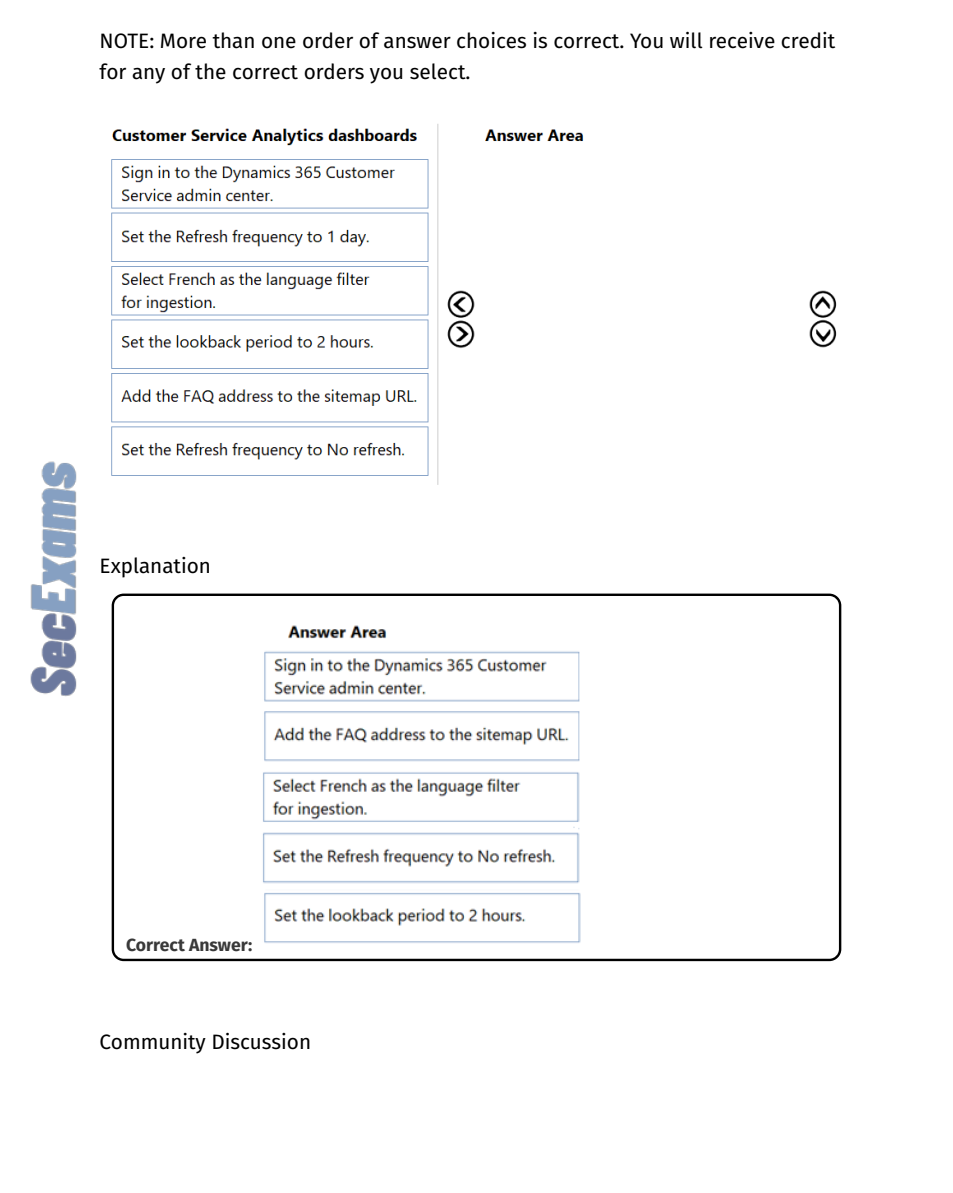 NOTE: More than one order of answer choices is correct. You will receive credit
for any of the correct orders you select.
Customer Service Analytics dashboards
Answer Area
Sign in to the Dynamics 365 Customer
Service admin center.
Set the Refresh frequency to 1 day.
Select French as the language filter
for ingestion.
Set the lookback period to 2 hours.
Add the FAQ address to the sitemap URL.
Set the Refresh frequency to No refresh.
SecExams
Explanation
Answer Area
Sign in to the Dynamics 365 Customer
Service admin center.
Add the FAQ address to the sitemap URL.
Select French as the language filter
for ingestion.
Set the Refresh frequency to No refresh.
Set the lookback period to 2 hours.
Correct Answer:
Community Discussion